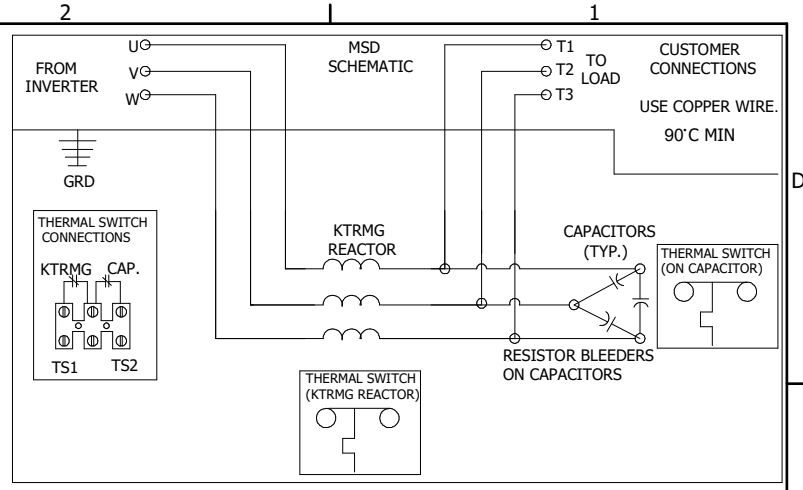 2
1
U
MSD
SCHEMATIC
T1
CUSTOMER
CONNECTIONS
FROM
INVERTER
V
T2
TO
LOAD
W
T3
USE COPPER WIRE.
90°C MIN
GRD
D
THERMAL SWITCH
CONNECTIONS
KTRMG
CAP.
TS1
TS2
KTRMG
REACTOR
CAPACITORS
(TYP.)
THERMAL SWITCH
(ON CAPACITOR)
RESISTOR BLEEDERS
ON CAPACITORS
THERMAL SWITCH
(KTRMG REACTOR)